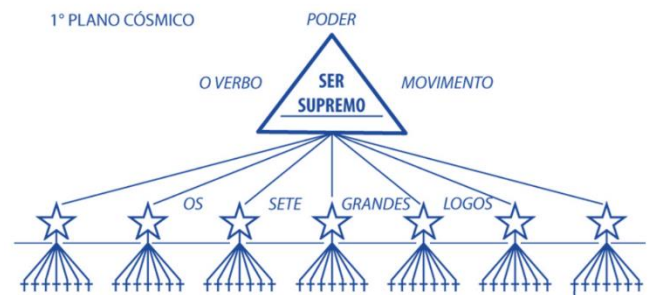 1° PLANO CÓSMICO
PODER
O VERBO
MOVIMENTO
SER
SUPREMO
OS SETE GRANDES LOGOS